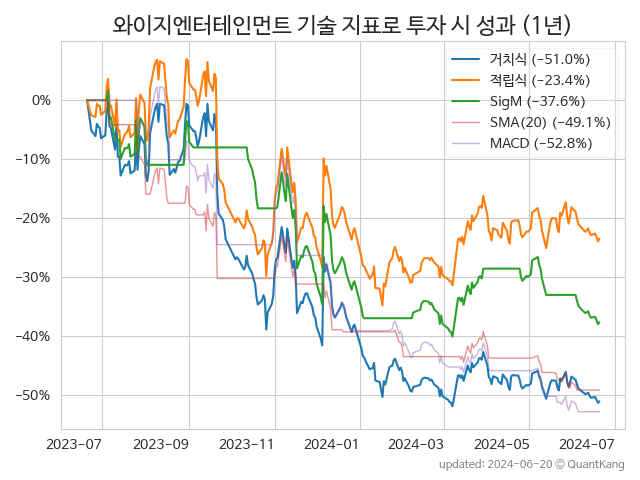 와이지엔터테인먼트 기술 지표로 투자 시 성과 (1년)
거치식 (−51.0%)
적립식 (−23.4%)
SigM (−37.6%)
SMA(20) (−49.1%)
MACD (−52.8%)
0%
−10%
−20%
−30%
−40%
−50%
2023-07 2023-09 2023-11 2024-01 2024-03 2024-05 2024-07
updated: 2024-06-20 © QuantKang